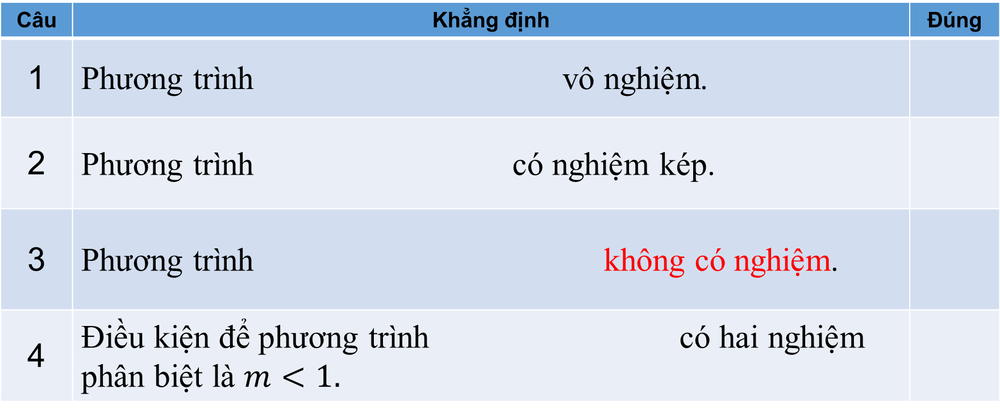 Câu Khẳng định Đúng
1 Phương trình vô nghiệm.
2 Phương trình có nghiệm kép.
3 Phương trình không có nghiệm.
4 Điều kiện để phương trình có hai nghiệm
phân biệt là m < 1.